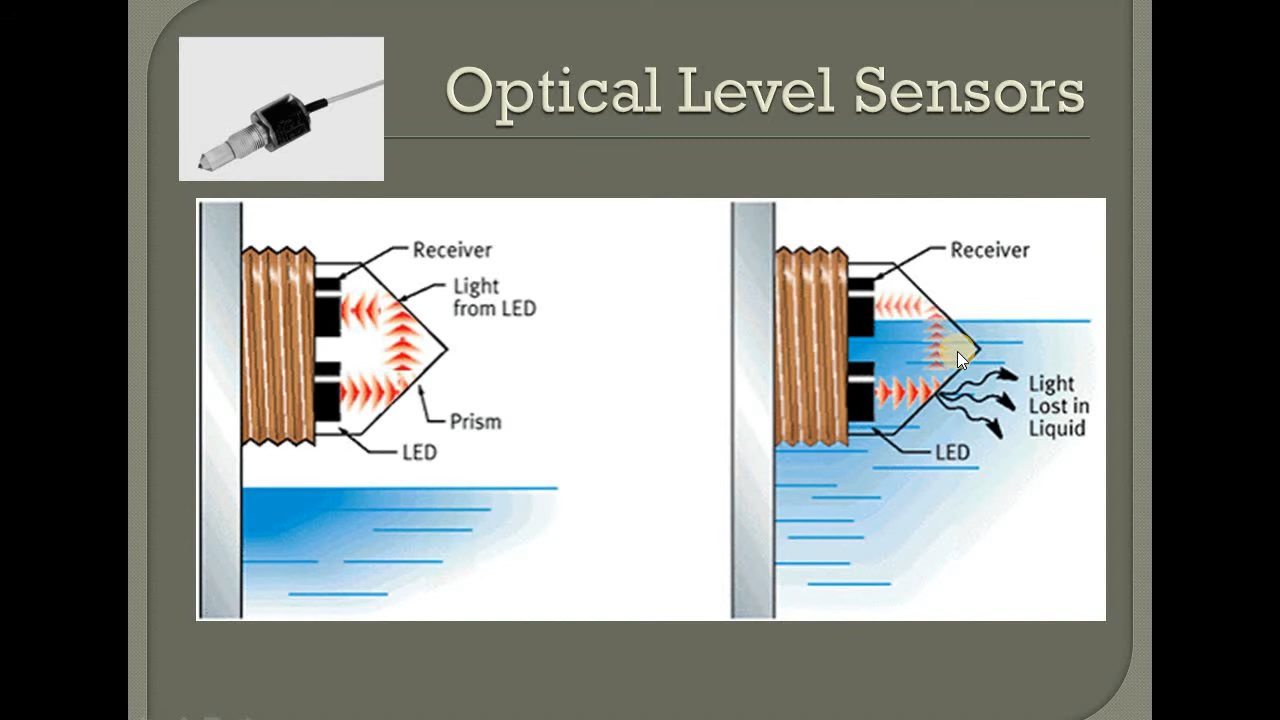 Optical Level Sensors
Receiver
Light
from LED
Prism
LED
Receiver
Light
Lost in
Liquid
LED